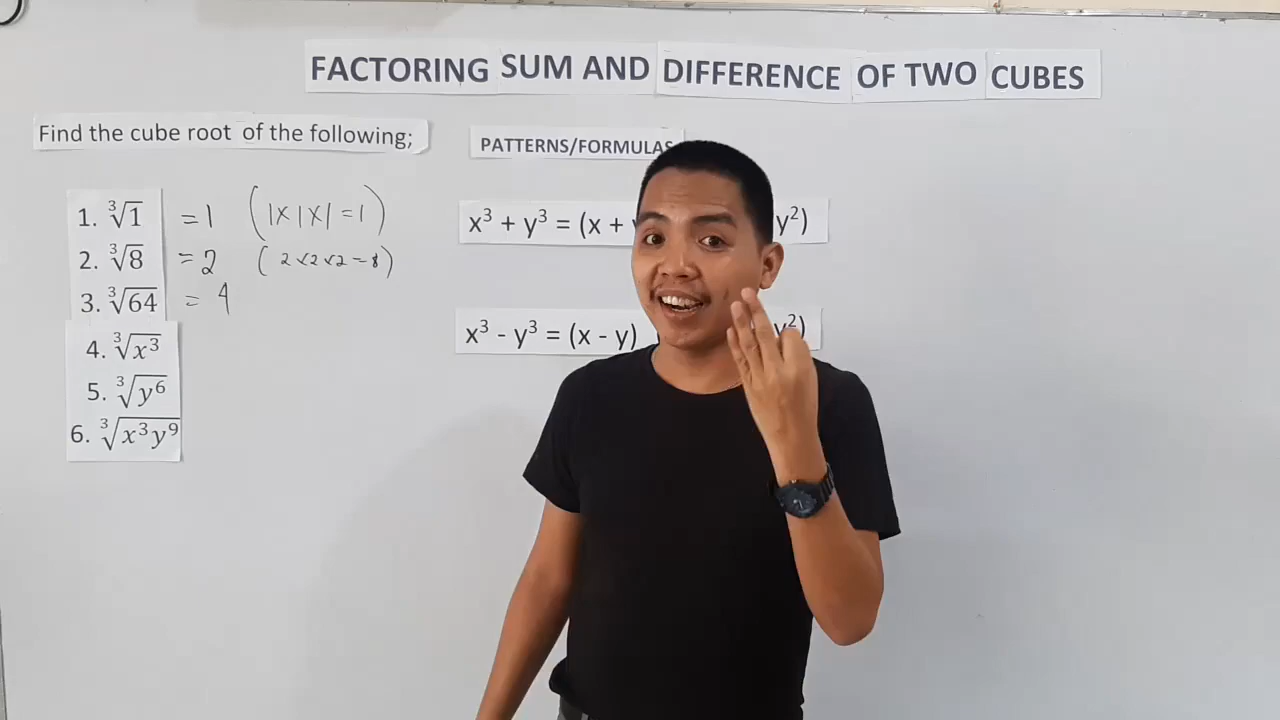 FACTORING SUM AND DIFFERENCE OF TWO CUBES
Find the cube root of the following;
1. ∛1 = 1 (1x1x1 = 1)
2. ∛8 = 2 (2x2x2 = 8)
3. ∛64 = 4
4. ∛x³
5. ∛y⁶
6. ∛x³y⁹
PATTERNS/FORMULAS
x³ + y³ = (x + y²)
x³ - y³ = (x - y) y²)